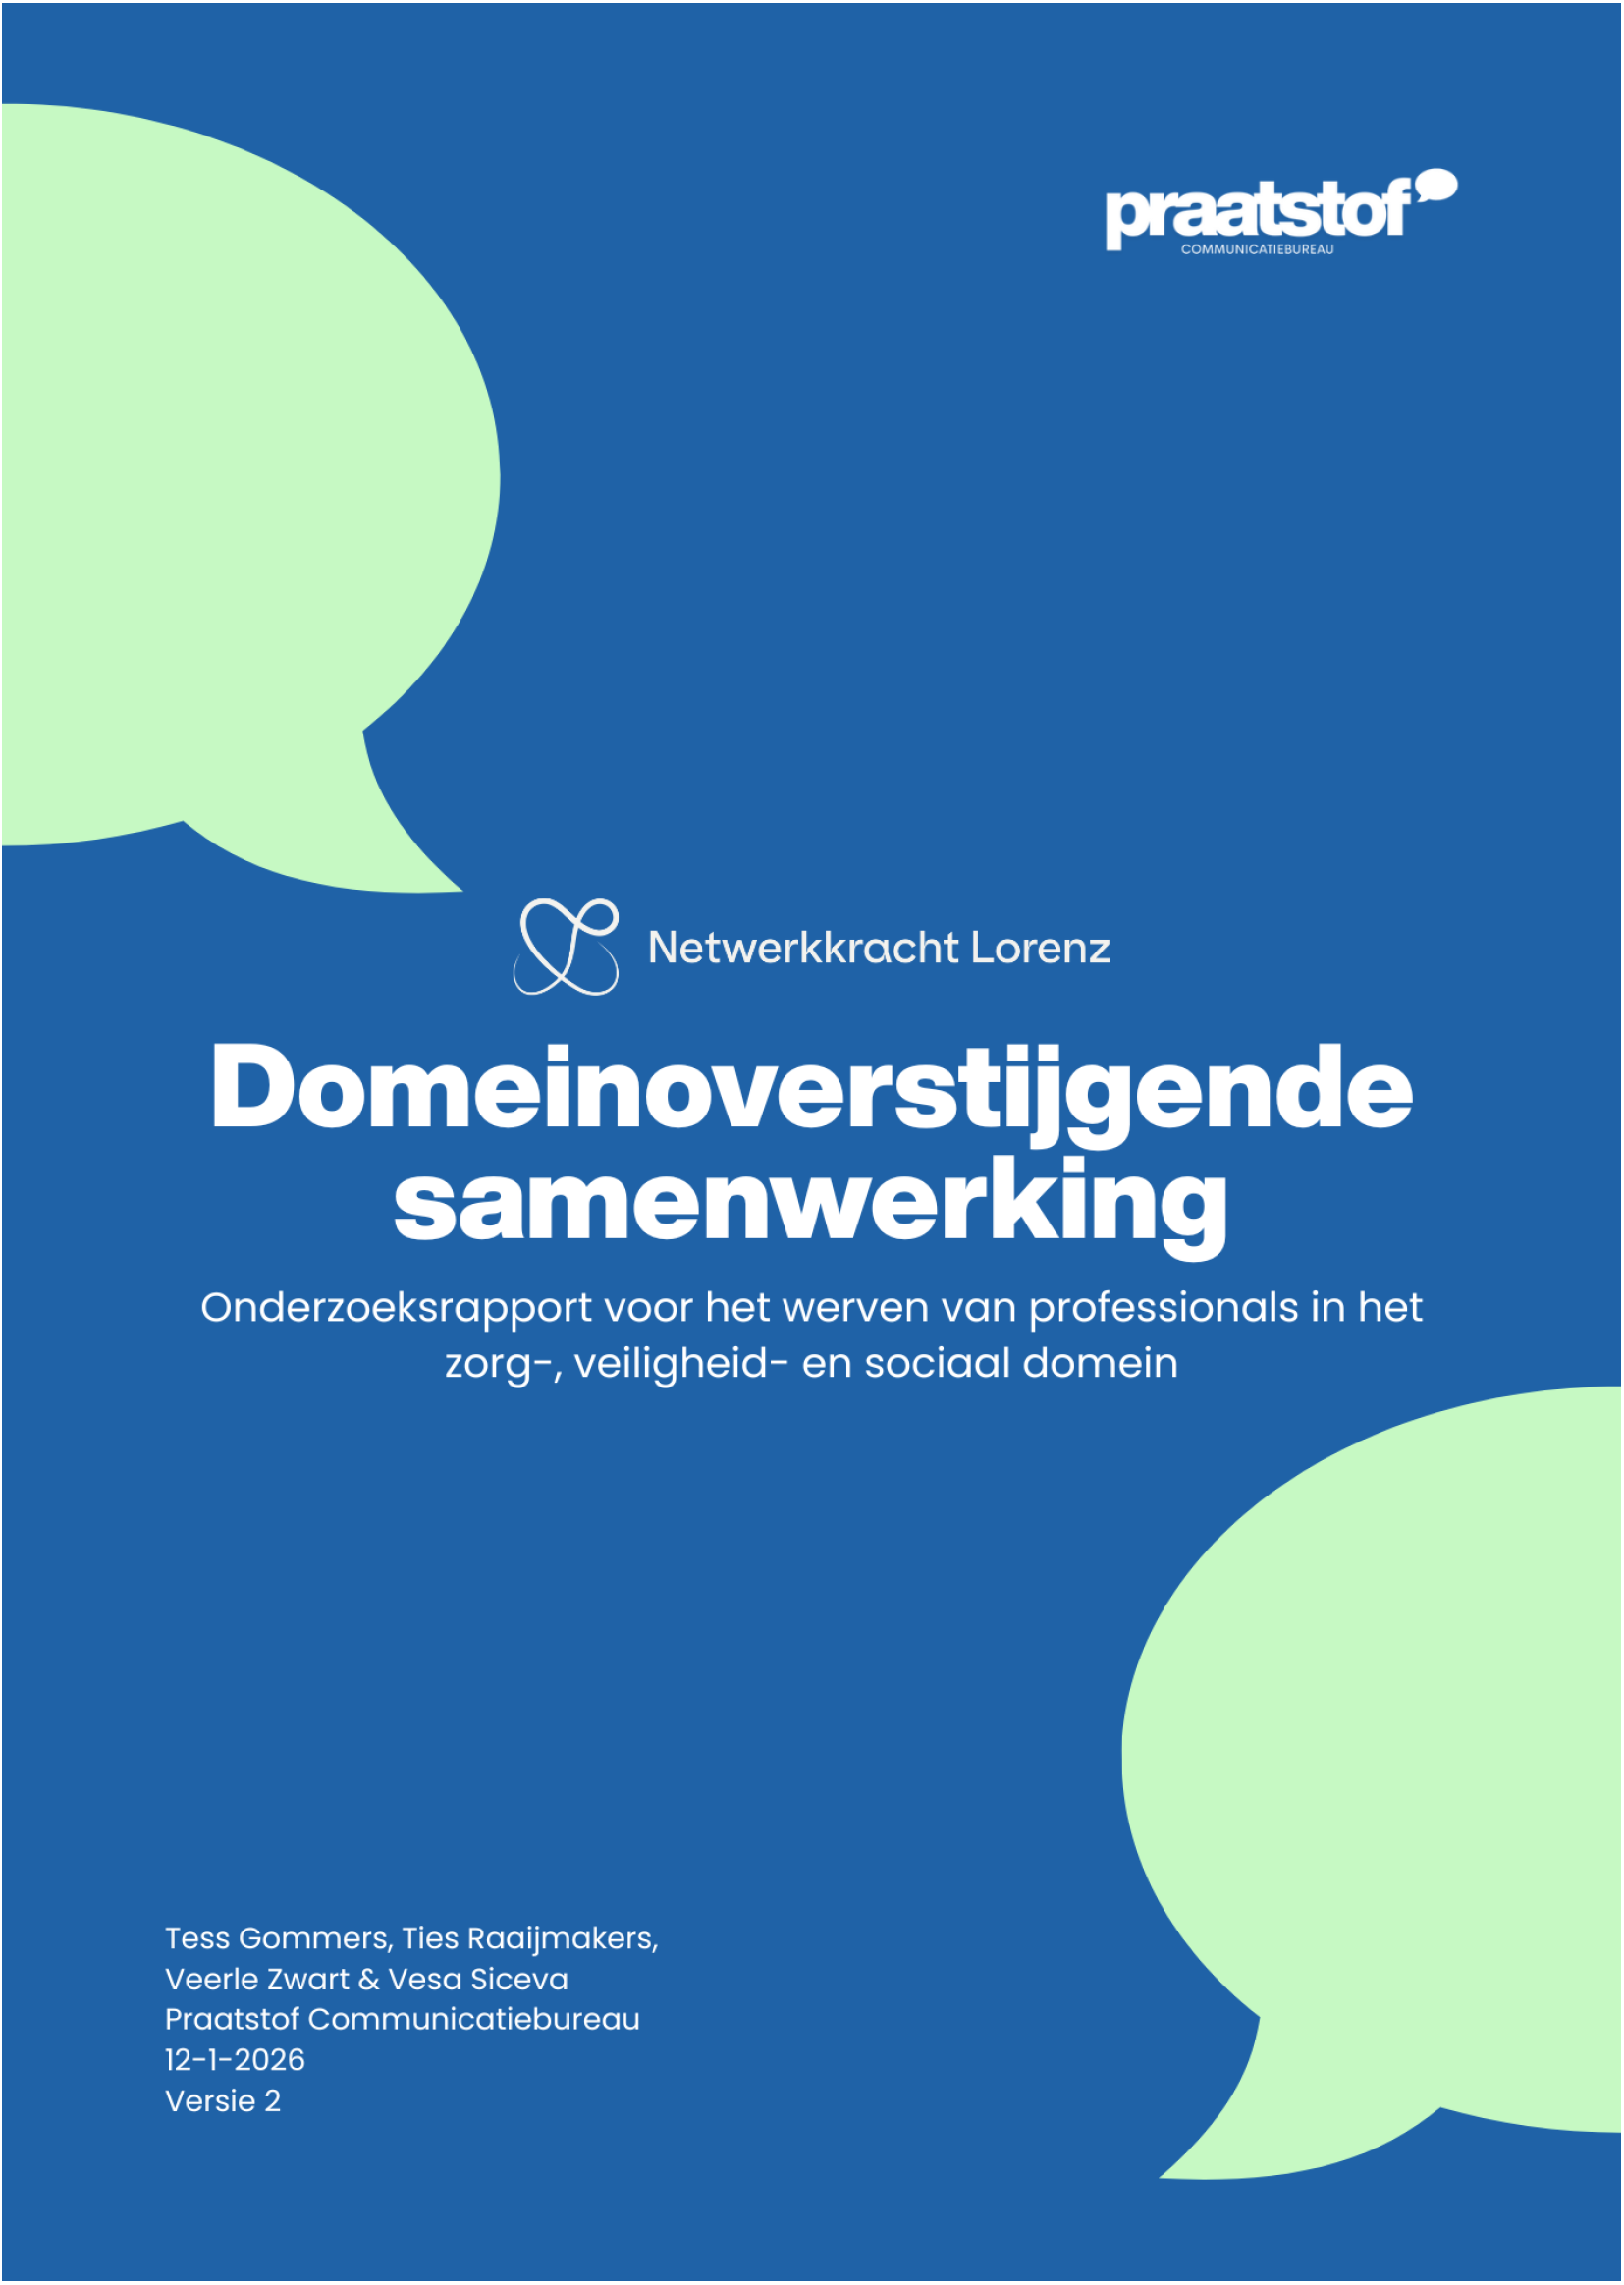 praatstof
COMMUNICATIEBUREAU
Netwerkkracht Lorenz
Domeinoverstijgende
samenwerking
Onderzoeksrapport voor het werven van professionals in het
zorg-, veiligheid- en sociaal domein
Tess Gommers, Ties Raaijmakers,
Veerle Zwart & Vesa Siceva
Praatstof Communicatiebureau
12-1-2026
Versie 2